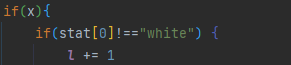 if(x){
if(stat[0]!=="white") {
l += 1